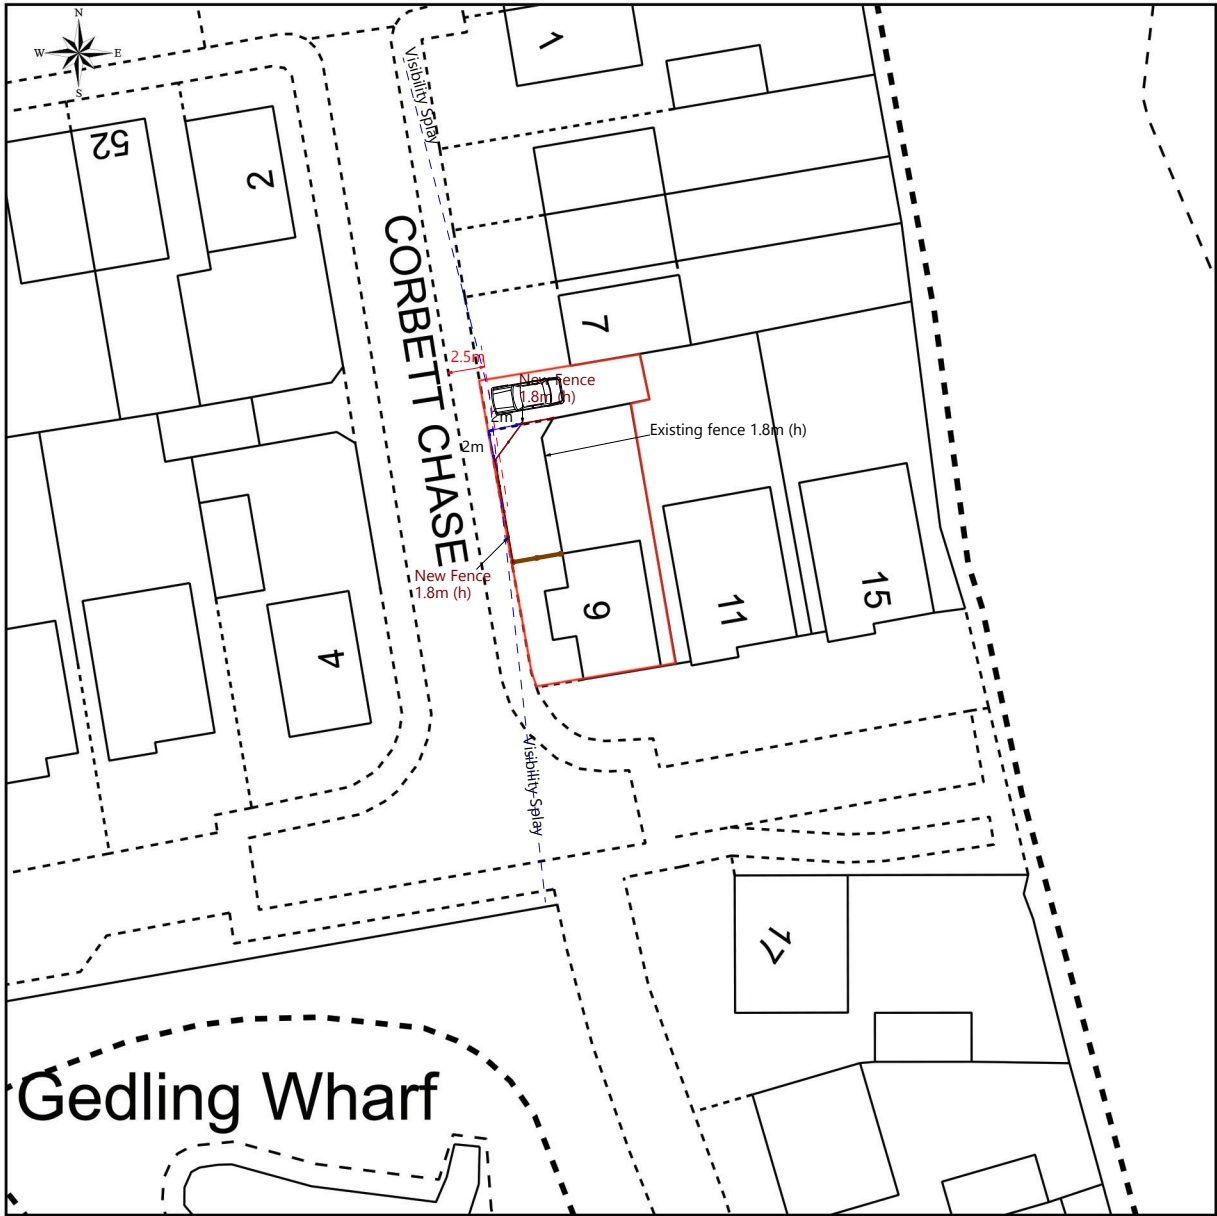 N
W
E
S
Visibility Splay
1
52
2
CORBETT CHASE
7
2.5m
New Fence
1.8m (h)
2m
2m
Existing fence 1.8m (h)
New Fence
1.8m (h)
9
11
15
4
Visibility Splay
17
Gedling Wharf